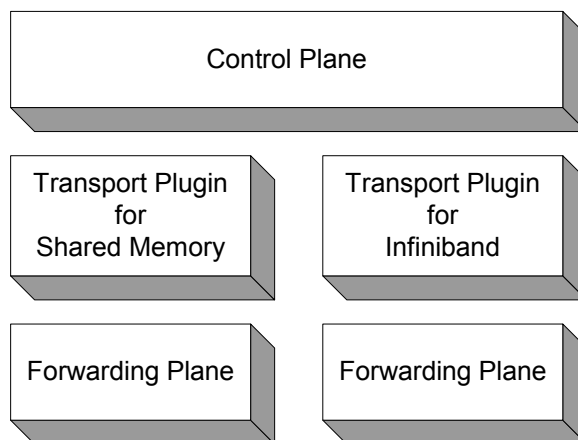 Control Plane
Transport Plugin
for
Shared Memory
Transport Plugin
for
Infiniband
Forwarding Plane
Forwarding Plane